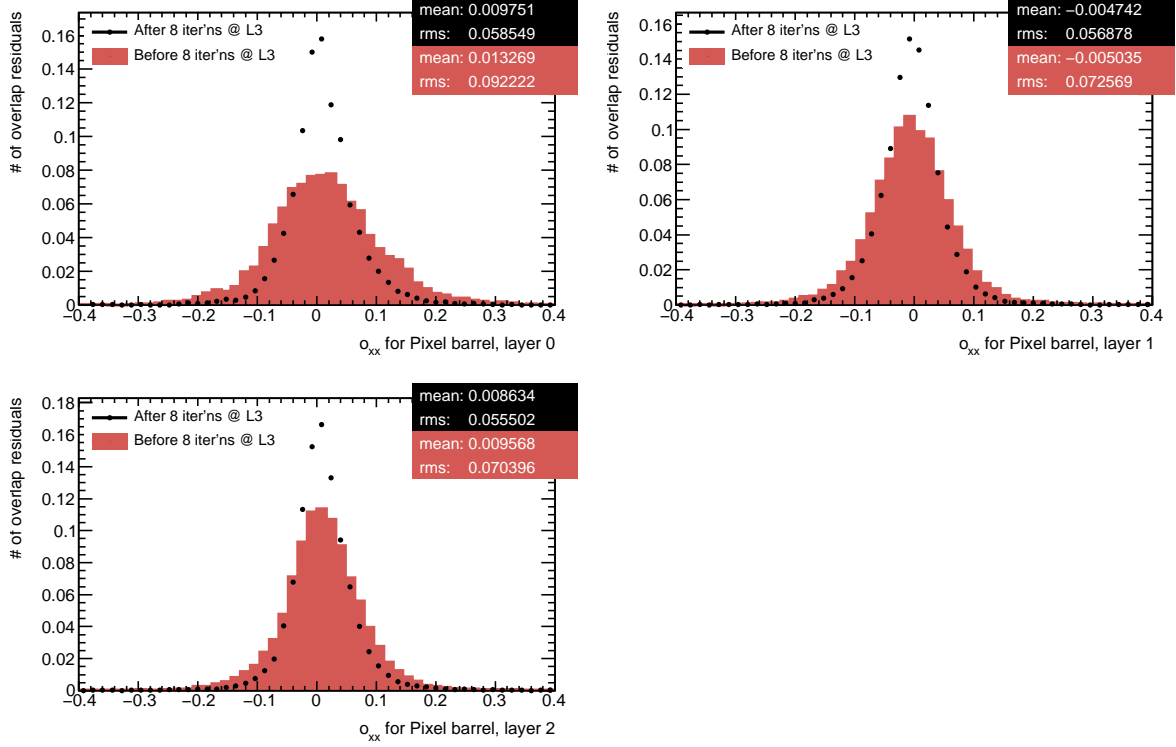 mean: 0.009751
rms: 0.058549
mean: 0.013269
rms: 0.092222
After 8 iter'ns @ L3
Before 8 iter'ns @ L3
# of overlap residuals
0.16
0.14
0.12
0.1
0.08
0.06
0.04
0.02
0
−0.4 −0.3 −0.2 −0.1 0 0.1 0.2 0.3 0.4
oxx for Pixel barrel, layer 0
mean: −0.004742
rms: 0.056878
mean: −0.005035
rms: 0.072569
After 8 iter'ns @ L3
Before 8 iter'ns @ L3
# of overlap residuals
0.16
0.14
0.12
0.1
0.08
0.06
0.04
0.02
0
−0.4 −0.3 −0.2 −0.1 0 0.1 0.2 0.3 0.4
oxx for Pixel barrel, layer 1
mean: 0.008634
rms: 0.055502
mean: 0.009568
rms: 0.070396
After 8 iter'ns @ L3
Before 8 iter'ns @ L3
# of overlap residuals
0.18
0.16
0.14
0.12
0.1
0.08
0.06
0.04
0.02
0
−0.4 −0.3 −0.2 −0.1 0 0.1 0.2 0.3 0.4
oxx for Pixel barrel, layer 2